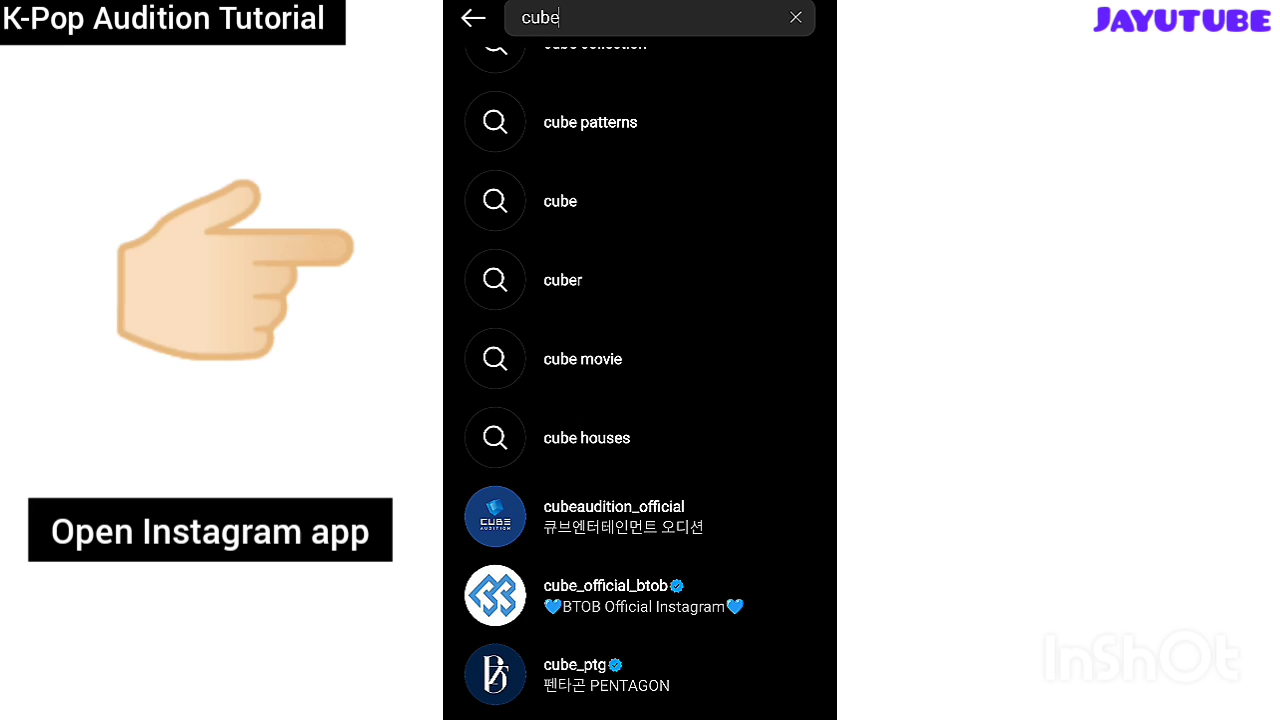 K-Pop Audition Tutorial
cube
JAYUTUBE
cube collection
cube patterns
cube
cuber
cube movie
cube houses
CUBE
AUDITION
cubeaudition_official
큐브엔터테인먼트 오디션
Open Instagram app
cube_official_btob
💙BTOB Official Instagram💙
cube_ptg
펜타곤 PENTAGON
InShOt